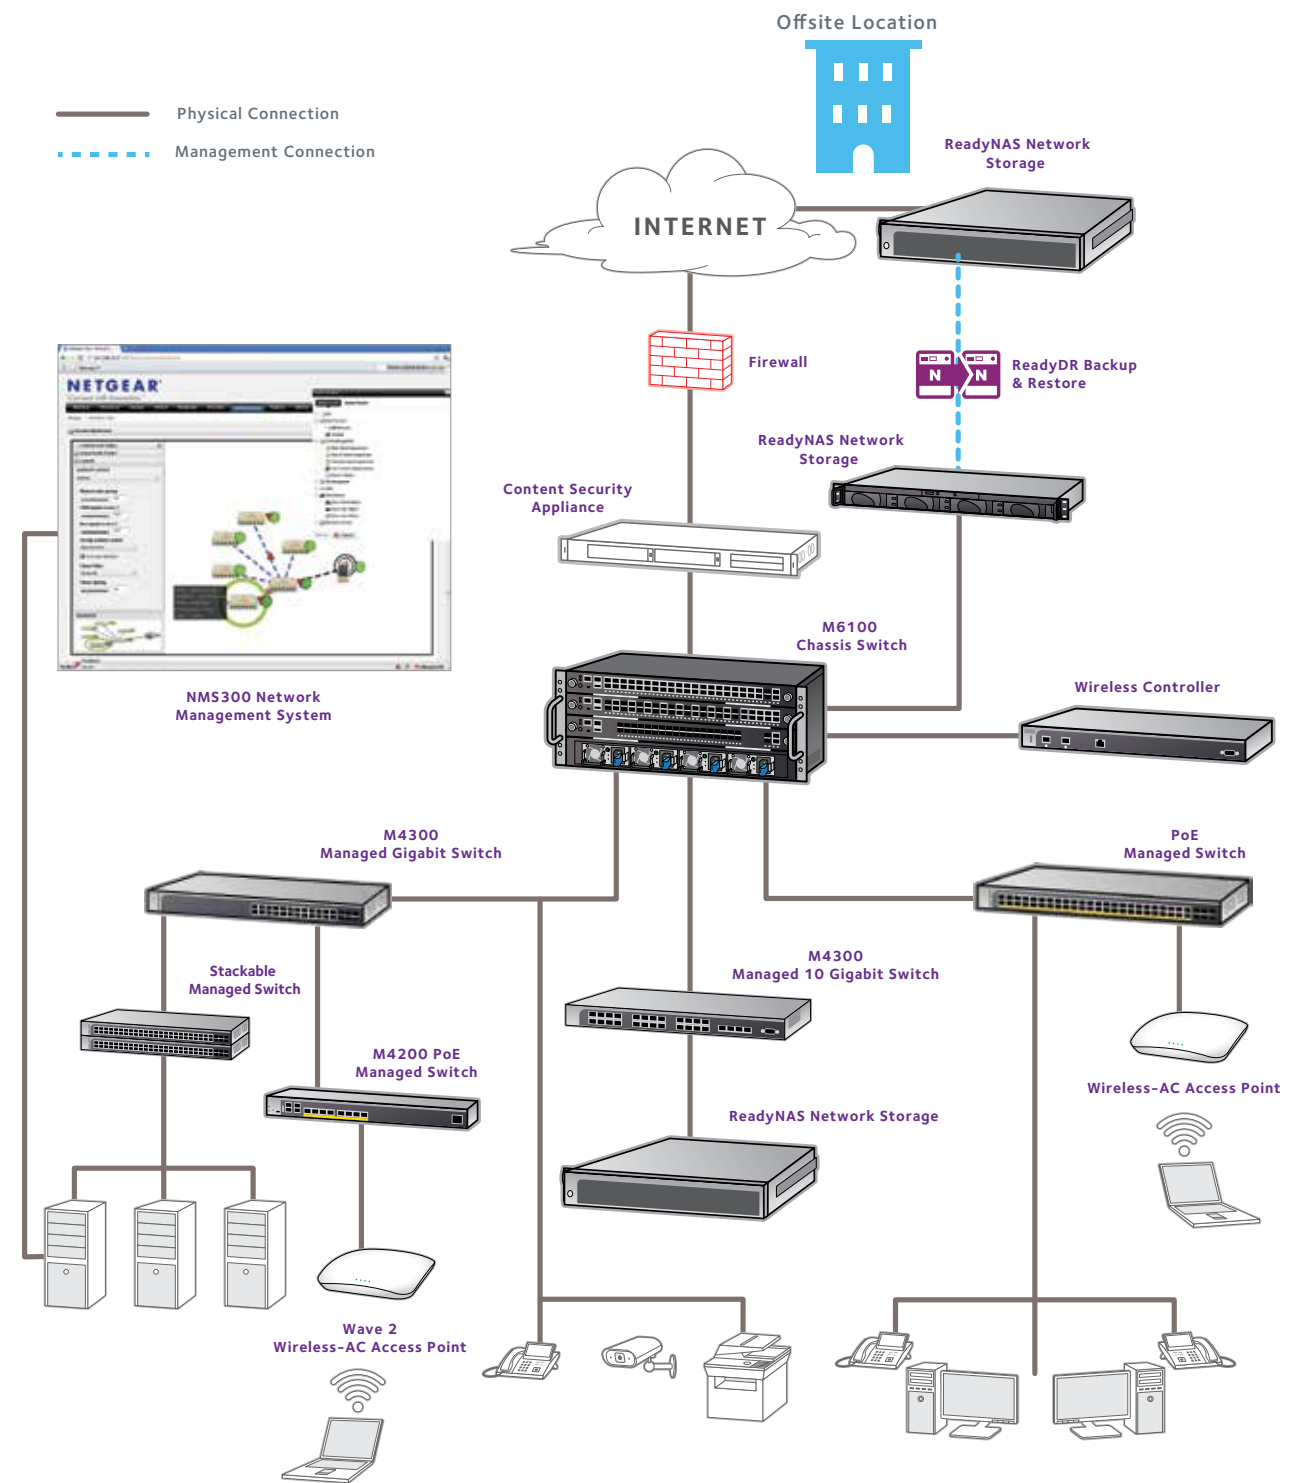 Offsite Location
Physical Connection
Management Connection
ReadyNAS Network
Storage
INTERNET
Firewall
ReadyDR Backup
& Restore
N
N
NETGEAR
ReadyNAS Network
Storage
Content Security
Appliance
M6100
Chassis Switch
NMS300 Network
Management System
Wireless Controller
M4300
Managed Gigabit Switch
PoE
Managed Switch
M4300
Managed 10 Gigabit Switch
Stackable
Managed Switch
M4200 PoE
Managed Switch
Wireless-AC Access Point
ReadyNAS Network Storage
Wave 2
Wireless-AC Access Point